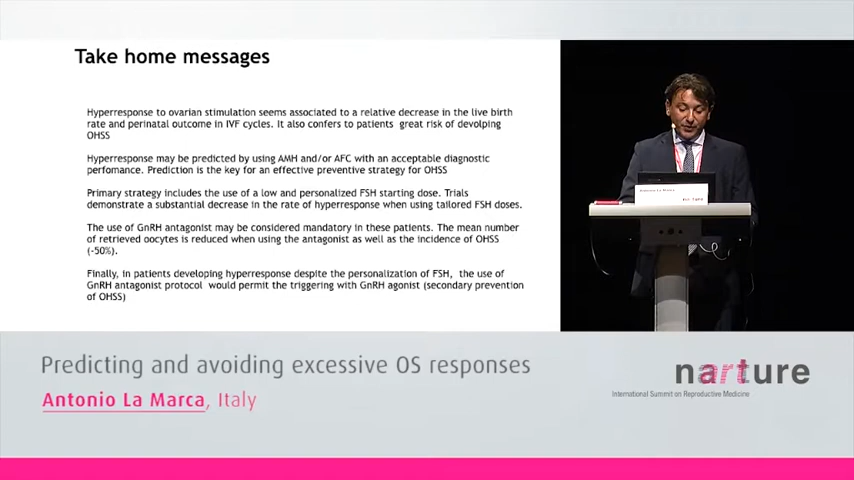 Take home messages
Hyperresponse to ovarian stimulation seems associated to a relative decrease in the live birth
rate and perinatal outcome in IVF cycles. It also confers to patients great risk of devolping
OHSS
Hyperresponse may be predicted by using AMH and/or AFC with an acceptable diagnostic
perfomance. Prediction is the key for an effective preventive strategy for OHSS
Primary strategy includes the use of a low and personalized FSH starting dose. Trials
demonstrate a substantial decrease in the rate of hyperresponse when using tailored FSH doses.
The use of GnRH antagonist may be considered mandatory in these patients. The mean number
of retrieved oocytes is reduced when using the antagonist as well as the incidence of OHSS
(-50%).
Finally, in patients developing hyperresponse despite the personalization of FSH, the use of
GnRH antagonist protocol would permit the triggering with GnRH agonist (secondary prevention
of OHSS)
Antonio La Marca
Predicting and avoiding excessive OS responses
Antonio La Marca, Italy
narture
International Summit on Reproductive Medicine